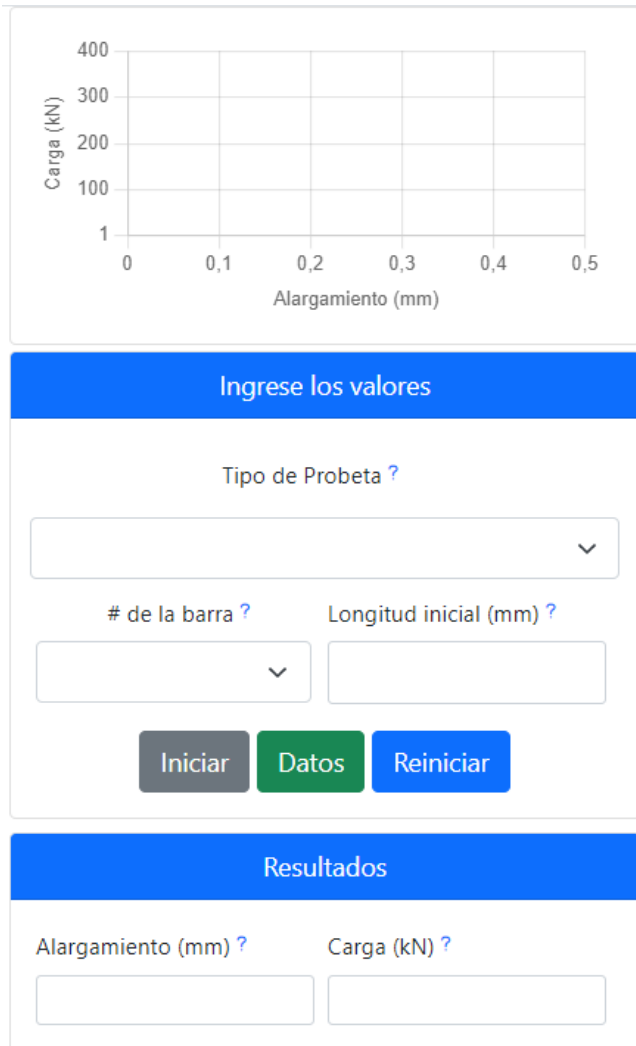 400
300
200
100
1
Carga (kN)
0 0,1 0,2 0,3 0,4 0,5
Alargamiento (mm)
Ingrese los valores
Tipo de Probeta ?
# de la barra ? Longitud inicial (mm) ?
Iniciar Datos Reiniciar
Resultados
Alargamiento (mm) ? Carga (kN) ?